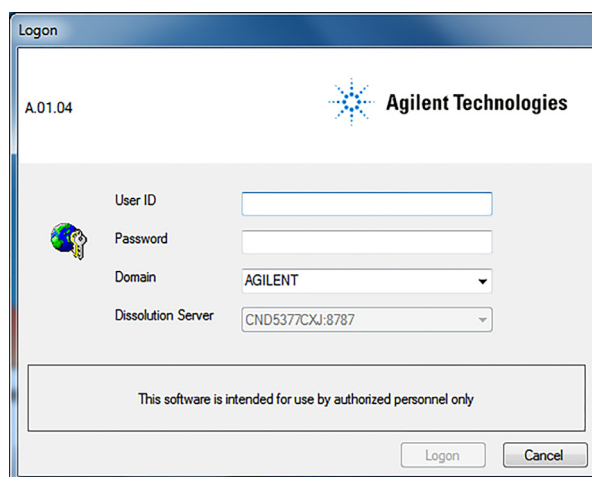 Logon
A.01.04
Agilent Technologies
User ID
Password
Domain
AGILENT
Dissolution Server
CND5377CXJ:8787
This software is intended for use by authorized personnel only
Logon
Cancel